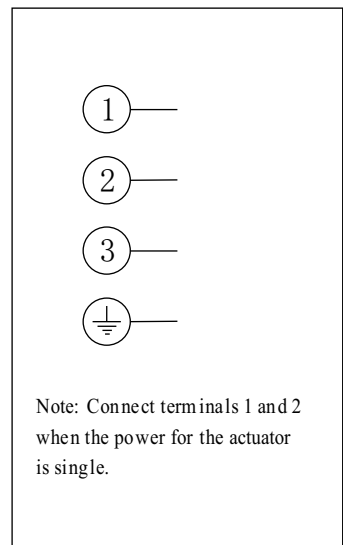 1
2
3
Note: Connect terminals 1 and 2
when the power for the actuator
is single.